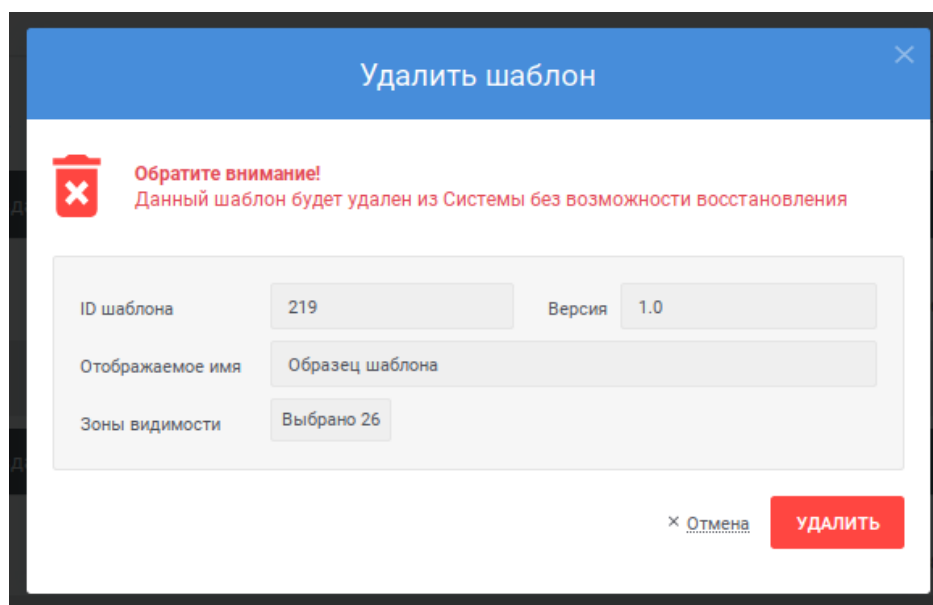 Удалить шаблон
Обратите внимание!
Данный шаблон будет удален из Системы без возможности восстановления
ID шаблона 219 Версия 1.0
Отображаемое имя Образец шаблона
Зоны видимости Выбрано 26
× Отмена УДАЛИТЬ